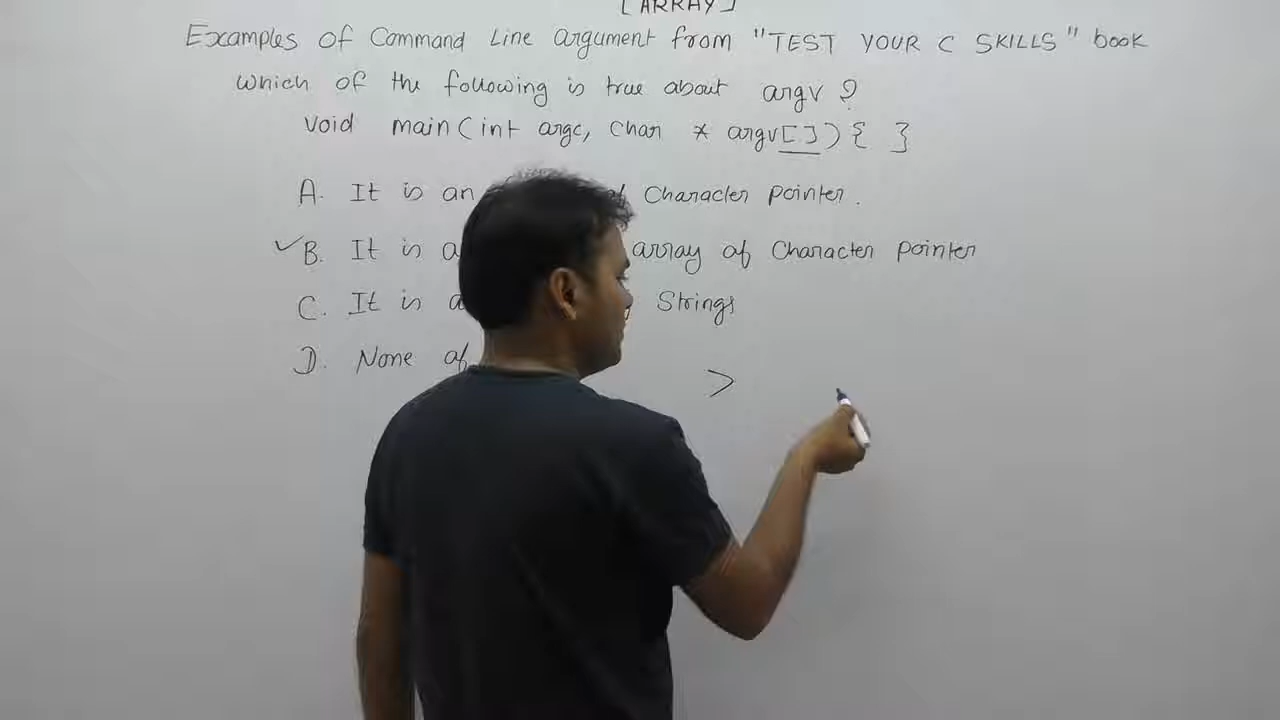 [ARRAY]
Examples of Command Line argument from "TEST YOUR C SKILLS" book
Which of the following is true about argv ?
void main(int argc, char * argv[]) { }
A. It is an of Character pointer.
✓B. It is a array of Character pointer
C. It is a Strings
D. None of
>